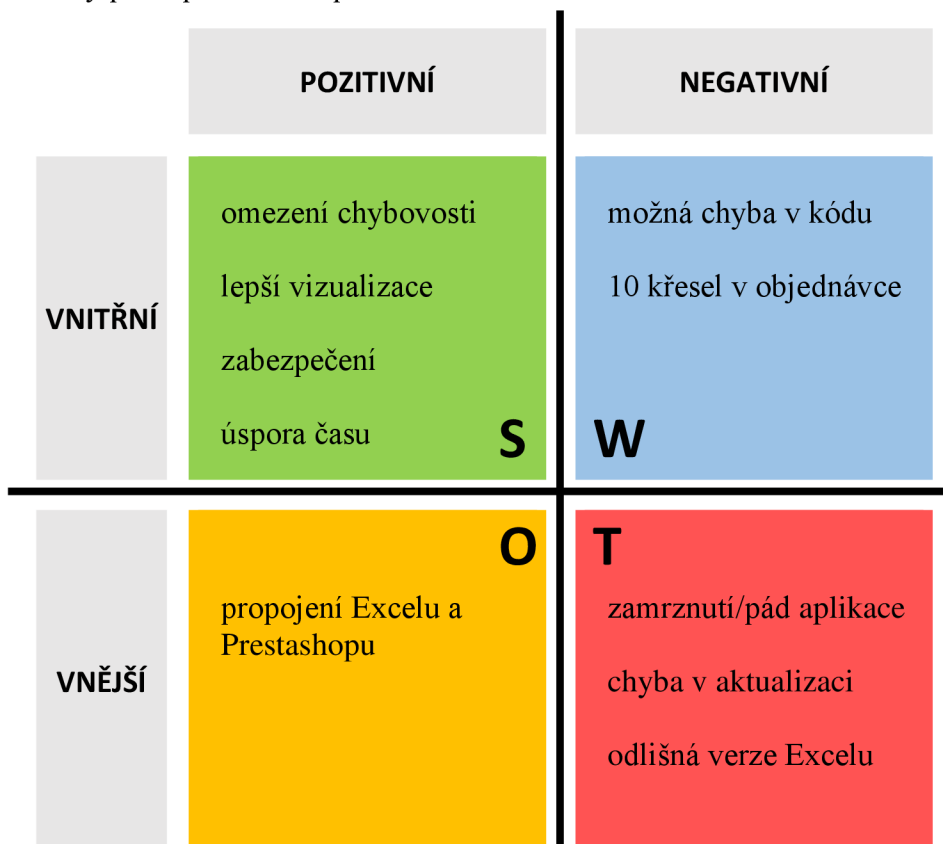 POZITIVNÍ
NEGATIVNÍ
VNITŘNÍ
omezení chybovosti
lepší vizualizace
zabezpečení
úspora času
S
možná chyba v kódu
10 křesel v objednávce
W
VNĚJŠÍ
O
propojení Excelu a
Prestashopu
T
zamrznutí/pád aplikace
chyba v aktualizaci
odlišná verze Excelu